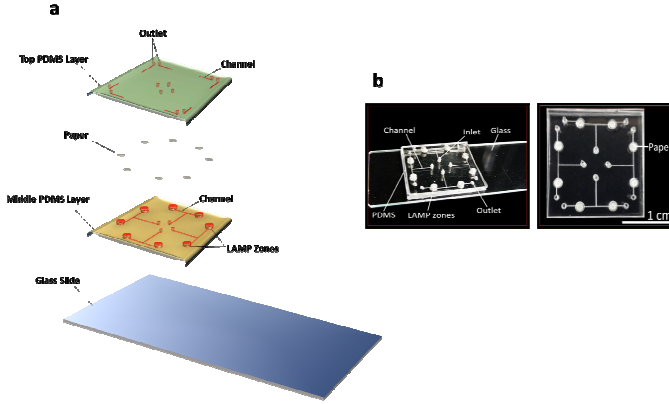 a
Outlet
Top PDMS Layer
Channel
Paper
Middle PDMS Layer
Channel
LAMP Zones
Glass Slide
b
Channel
Inlet
Glass
PDMS
LAMP zones
Outlet
Pape
1 cm